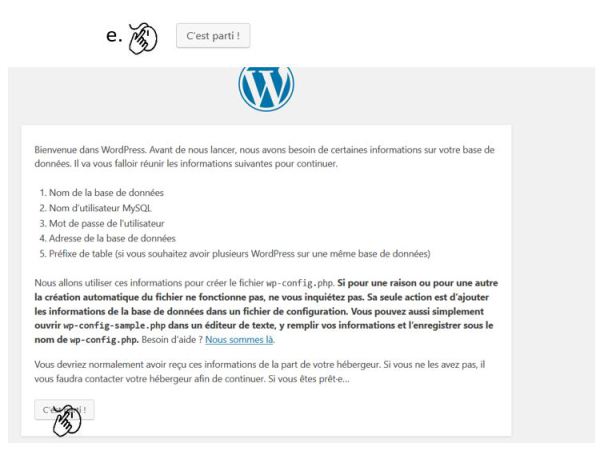 e.
C'est parti !
Bienvenue dans WordPress. Avant de nous lancer, nous avons besoin de certaines informations sur votre base de
données. Il va vous falloir réunir les informations suivantes pour continuer.
1. Nom de la base de données
2. Nom d'utilisateur MySQL
3. Mot de passe de l'utilisateur
4. Adresse de la base de données
5. Préfixe de table (si vous souhaitez avoir plusieurs WordPress sur une même base de données)
Nous allons utiliser ces informations pour créer le fichier wp-config.php. Si pour une raison ou pour une autre
la création automatique du fichier ne fonctionne pas, ne vous inquiétez pas. Sa seule action est d'ajouter
les informations de la base de données dans un fichier de configuration. Vous pouvez aussi simplement
ouvrir wp-config-sample.php dans un éditeur de texte, y remplir vos informations et l'enregistrer sous le
nom de wp-config.php. Besoin d'aide ? Nous sommes là.
Vous devriez normalement avoir reçu ces informations de la part de votre hébergeur. Si vous ne les avez pas, il
vous faudra contacter votre hébergeur afin de continuer. Si vous êtes prêt·e...
C'est parti !